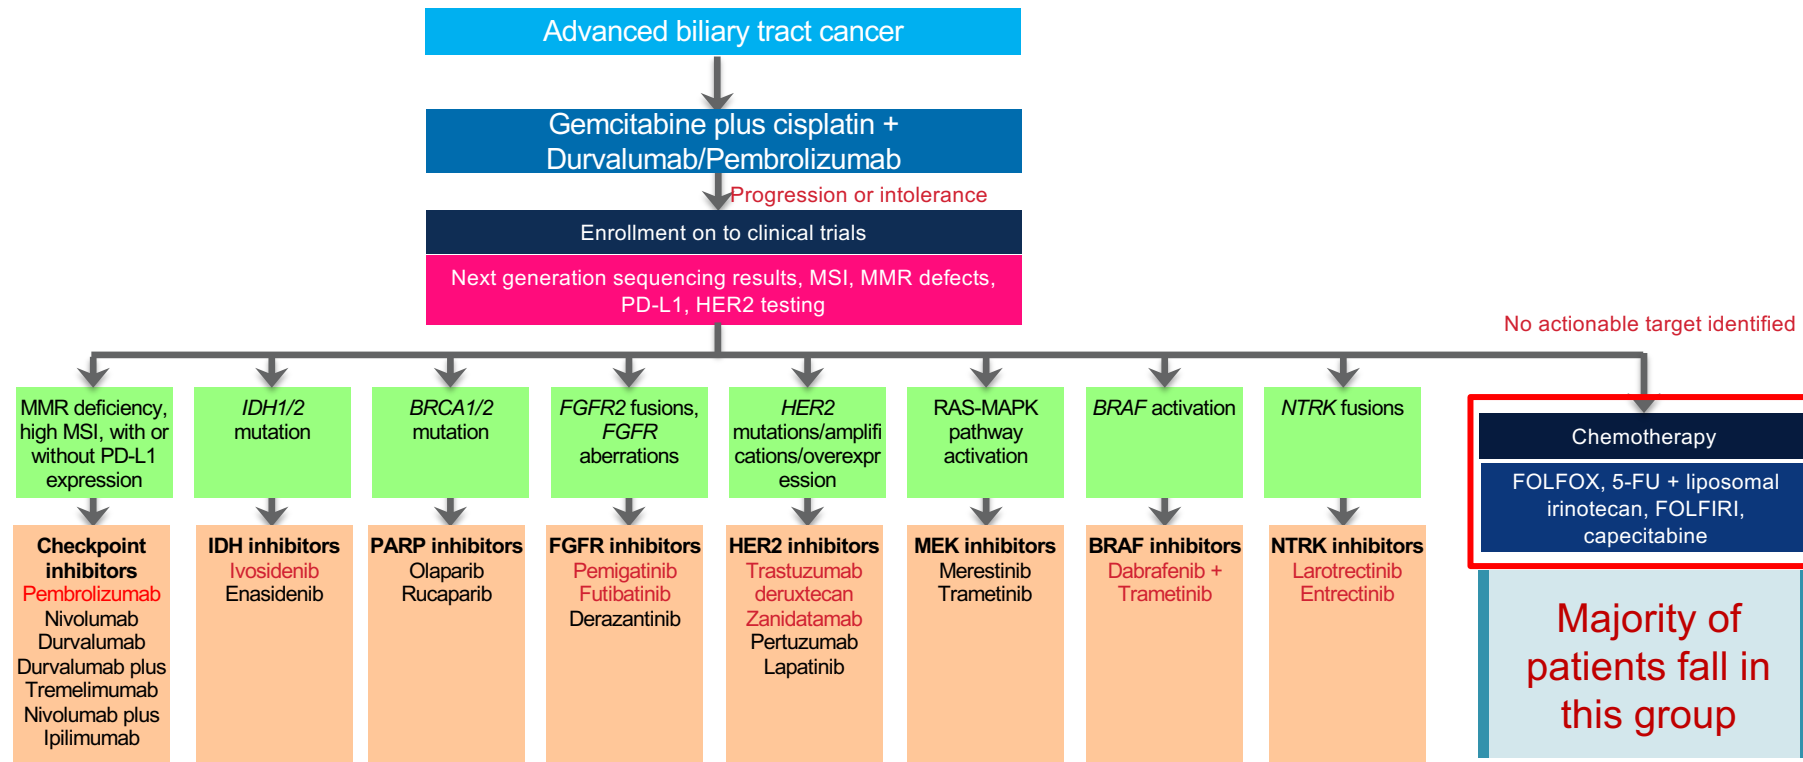 Advanced biliary tract cancer
Gemcitabine plus cisplatin +
Durvalumab/Pembrolizumab
Progression or intolerance
Enrollment on to clinical trials
Next generation sequencing results, MSI, MMR defects,
PD-L1, HER2 testing
No actionable target identified
MMR deficiency,
high MSI, with or
without PD-L1
expression
IDH1/2
mutation
BRCA1/2
mutation
FGFR2 fusions,
FGFR
aberrations
HER2
mutations/amplifi
cations/overexpr
ession
RAS-MAPK
pathway
activation
BRAF activation
NTRK fusions
Chemotherapy
FOLFOX, 5-FU + liposomal
irinotecan, FOLFIRI,
capecitabine
Checkpoint
inhibitors
Pembrolizumab
Nivolumab
Durvalumab
Durvalumab plus
Tremelimumab
Nivolumab plus
Ipilimumab
IDH inhibitors
Ivosidenib
Enasidenib
PARP inhibitors
Olaparib
Rucaparib
FGFR inhibitors
Pemigatinib
Futibatinib
Derazantinib
HER2 inhibitors
Trastuzumab
deruxtecan
Zanidatamab
Pertuzumab
Lapatinib
MEK inhibitors
Merestinib
Trametinib
BRAF inhibitors
Dabrafenib +
Trametinib
NTRK inhibitors
Larotrectinib
Entrectinib
Majority of
patients fall in
this group